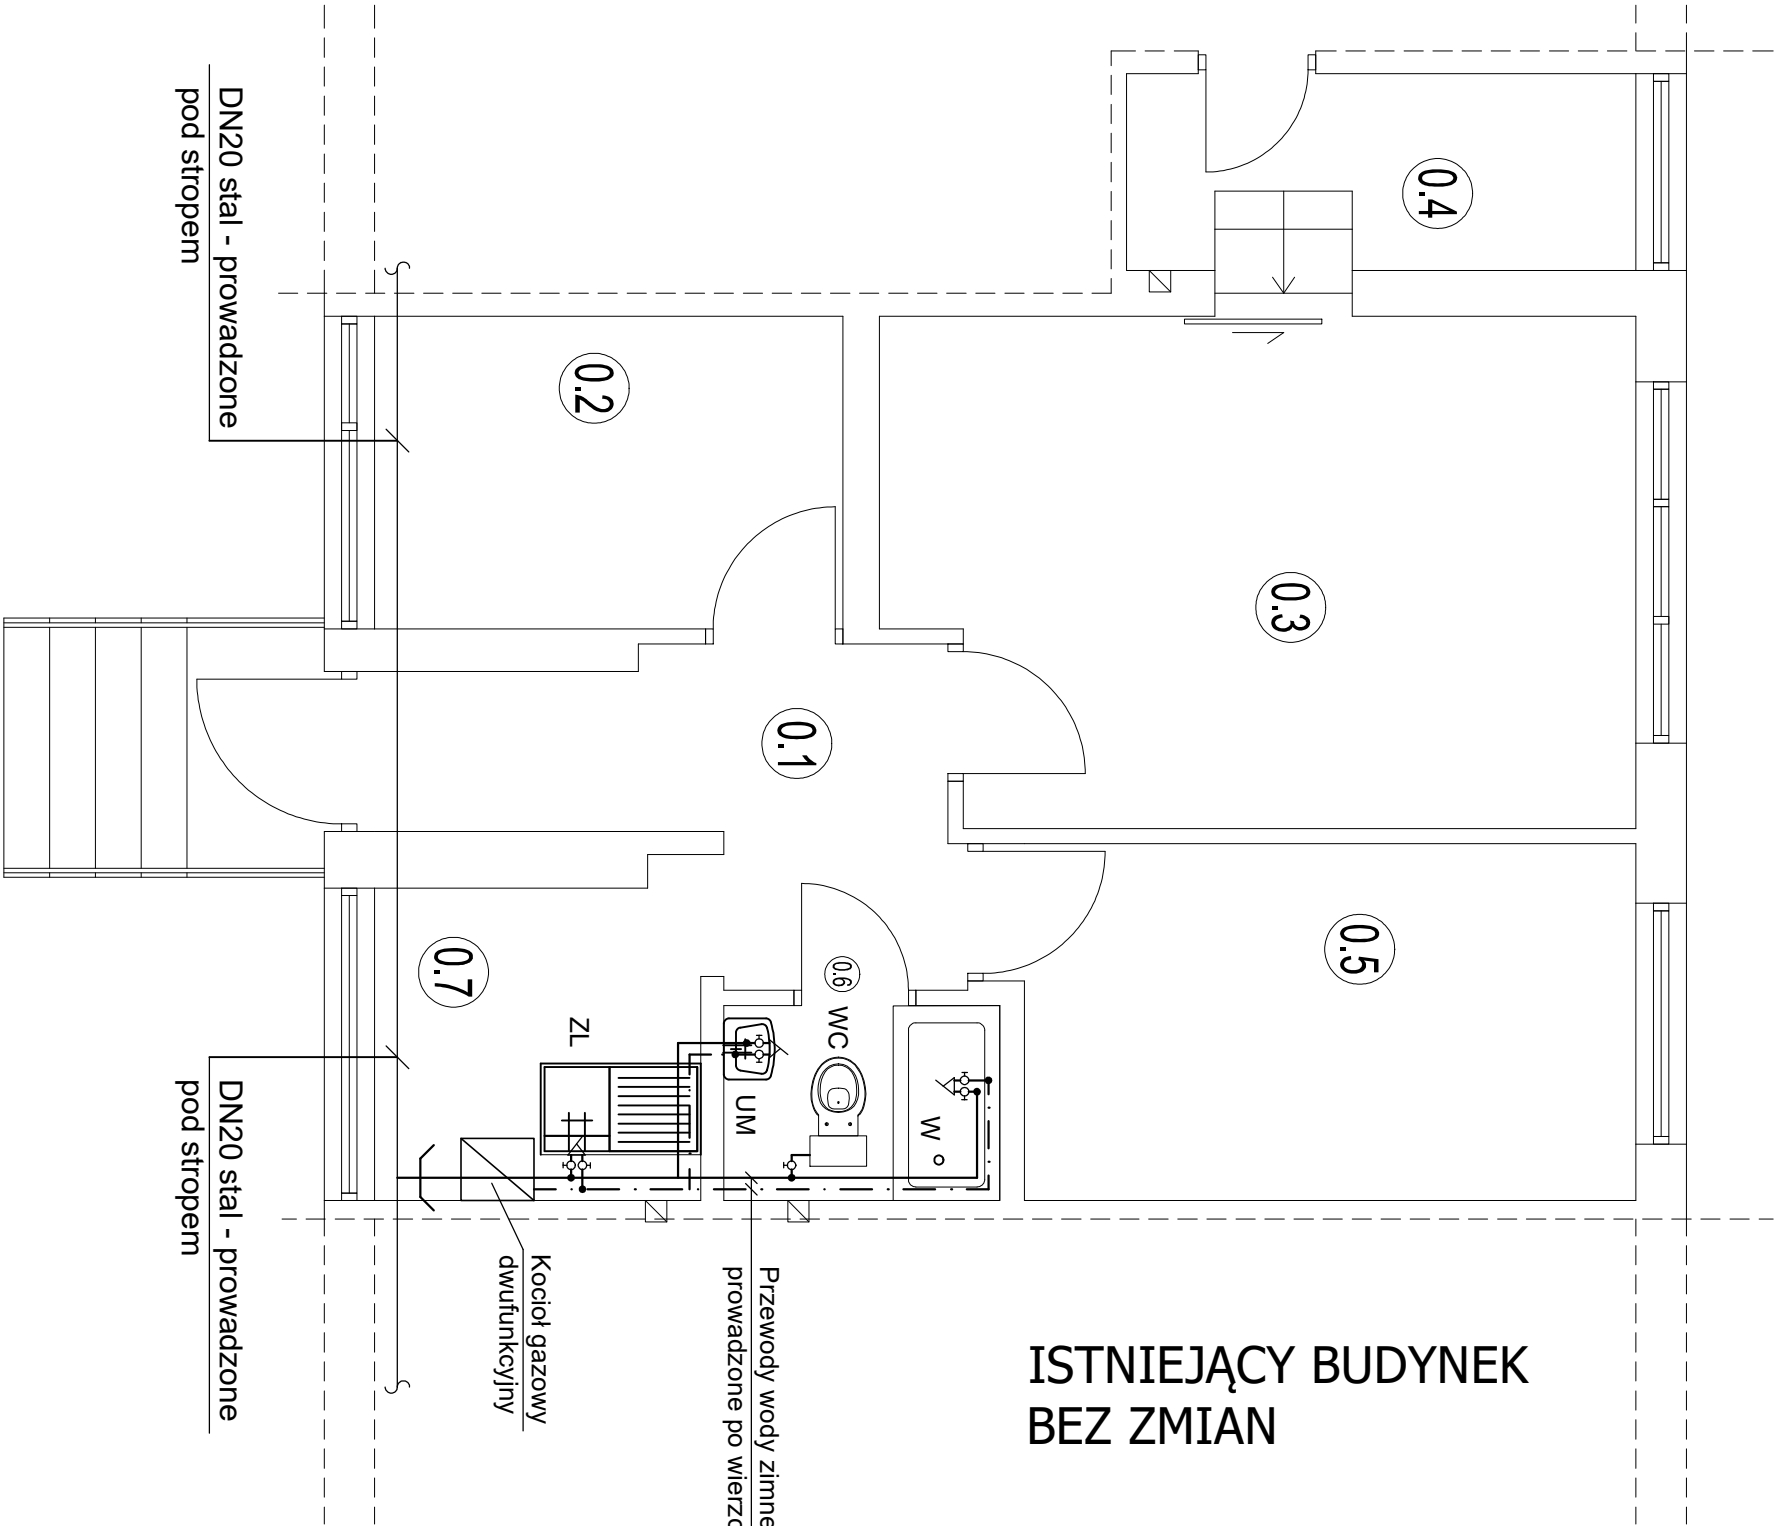 DN20 stal - prowadzone
pod stropem
0.4
0.2
0.3
0.1
0.5
0.7
0.6
WC
ZL
UM
W
DN20 stal - prowadzone
pod stropem
Kocioł gazowy
dwufunkcyjny
Przewody wody zimne
prowadzone po
ISTNIEJĄCY BUDYNEK
BEZ ZMIAN